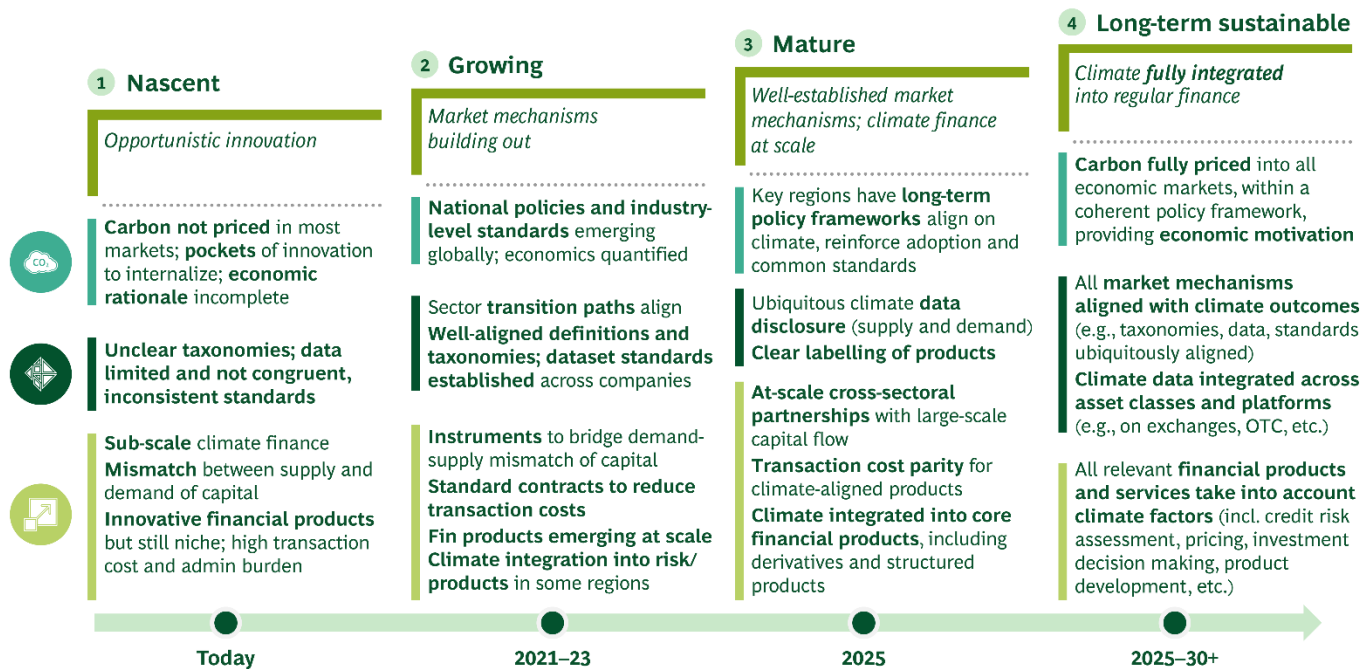 1 Nascent
Opportunistic innovation
Carbon not priced in most
markets; pockets of innovation
to internalize; economic
rationale incomplete
Unclear taxonomies; data
limited and not congruent,
inconsistent standards
Sub-scale climate finance
Mismatch between supply and
demand of capital
Innovative financial products
but still niche; high transaction
cost and admin burden
Today
2 Growing
Market mechanisms
building out
National policies and industry-
level standards emerging
globally; economics quantified
Sector transition paths align
Well-aligned definitions and
taxonomies; dataset standards
established across companies
Instruments to bridge demand-
supply mismatch of capital
Standard contracts to reduce
transaction costs
Fin products emerging at scale
Climate integration into risk/
products in some regions
2021–23
3 Mature
Well-established market
mechanisms; climate finance
at scale
Key regions have long-term
policy frameworks align on
climate, reinforce adoption and
common standards
Ubiquitous climate data
disclosure (supply and demand)
Clear labelling of products
At-scale cross-sectoral
partnerships with large-scale
capital flow
Transaction cost parity for
climate-aligned products
Climate integrated into core
financial products, including
derivatives and structured
products
2025
4 Long-term sustainable
Climate fully integrated
into regular finance
Carbon fully priced into all
economic markets, within a
coherent policy framework,
providing economic motivation
All market mechanisms
aligned with climate outcomes
(e.g., taxonomies, data, standards
ubiquitously aligned)
Climate data integrated across
asset classes and platforms
(e.g., on exchanges, OTC, etc.)
All relevant financial products
and services take into account
climate factors (incl. credit risk
assessment, pricing, investment
decision making, product
development, etc.)
2025–30+
CO₂